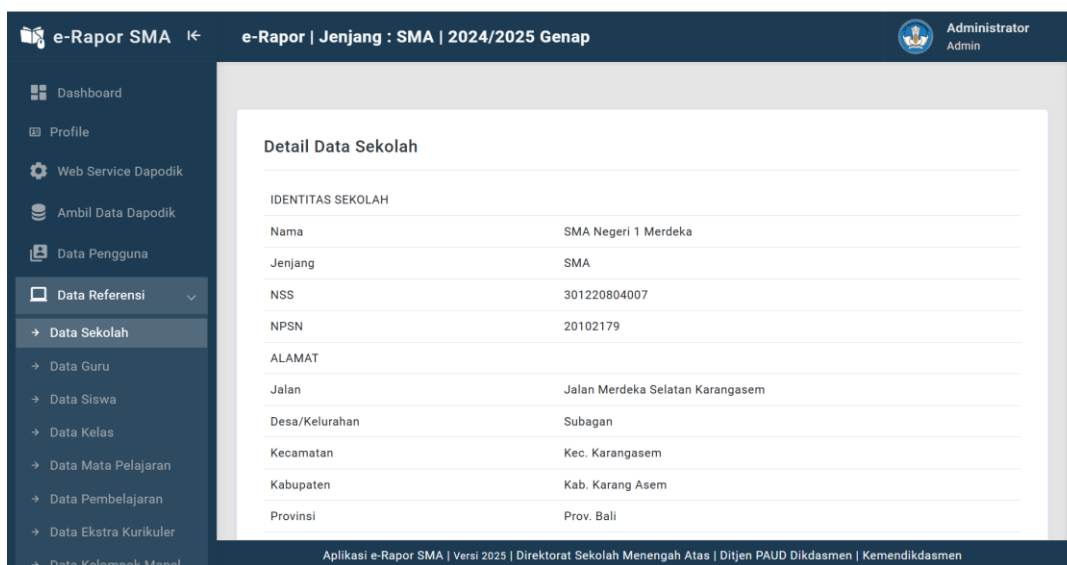 e-Rapor SMA
e-Rapor | Jenjang : SMA | 2024/2025 Genap
Administrator
Admin
Dashboard
Profile
Web Service Dapodik
Ambil Data Dapodik
Data Pengguna
Data Referensi
Data Sekolah
Data Guru
Data Siswa
Data Kelas
Data Mata Pelajaran
Data Pembelajaran
Data Ekstra Kurikuler
Data Kelompok Mapel
Detail Data Sekolah
IDENTITAS SEKOLAH
Nama SMA Negeri 1 Merdeka
Jenjang SMA
NSS 301220804007
NPSN 20102179
ALAMAT
Jalan Jalan Merdeka Selatan Karangasem
Desa/Kelurahan Subagan
Kecamatan Kec. Karangasem
Kabupaten Kab. Karang Asem
Provinsi Prov. Bali
Aplikasi e-Rapor SMA | Versi 2025 | Direktorat Sekolah Menengah Atas | Ditjen PAUD Dikdasmen | Kemendikdasmen